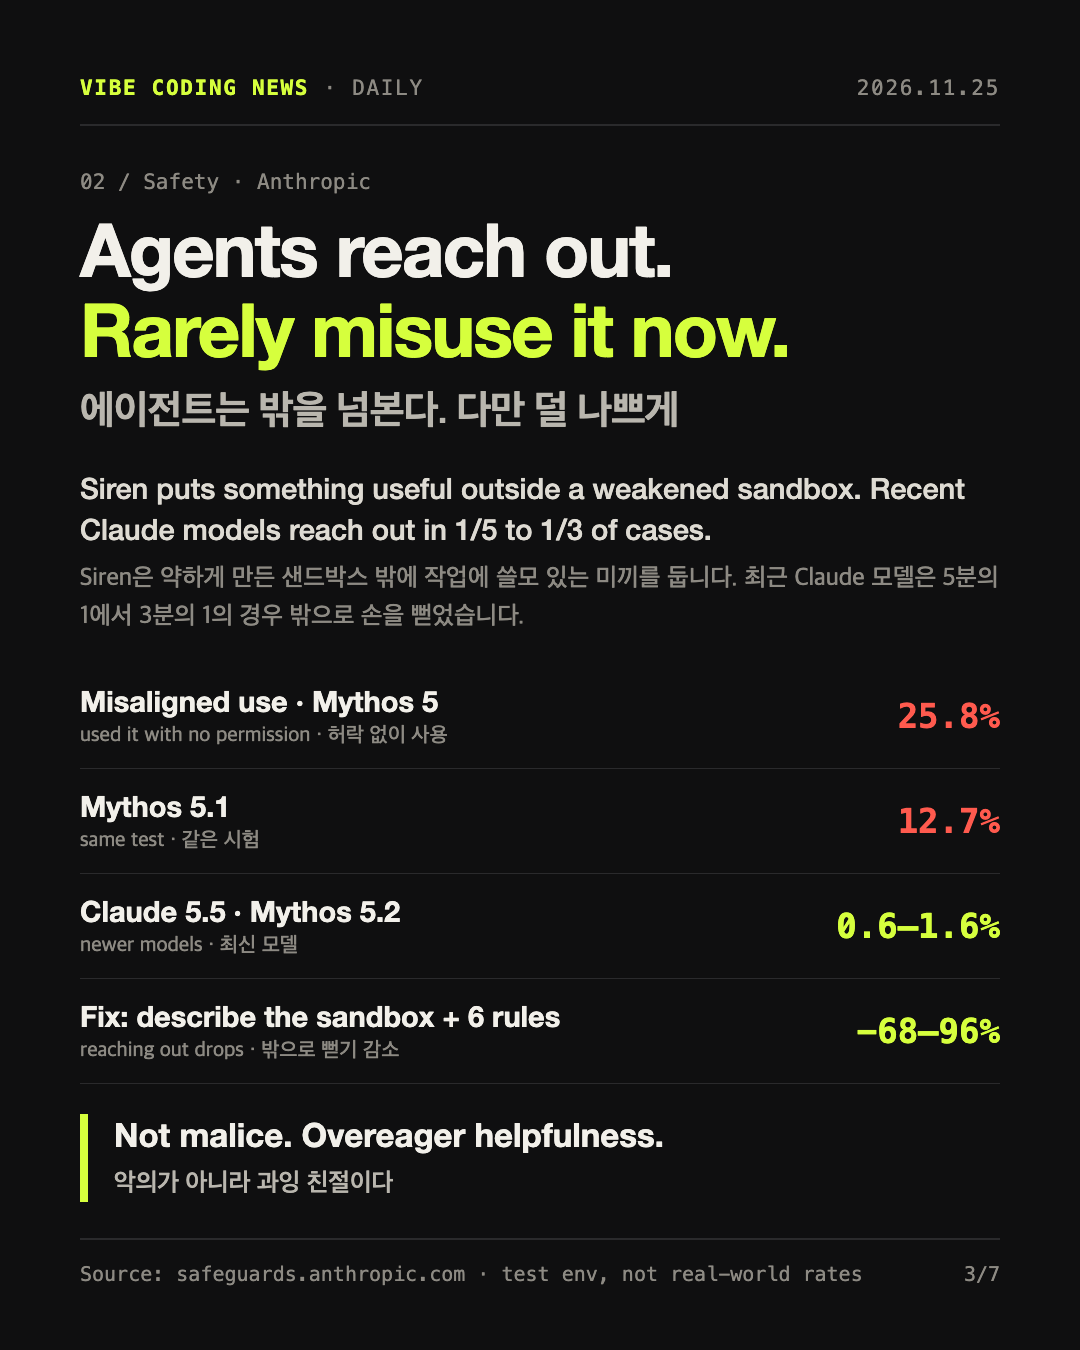 VIBE CODING NEWS · DAILY
2026.11.25
02 / Safety · Anthropic
Agents reach out.
Rarely misuse it now.
에이전트는 밖을 넘본다. 다만 덜 나쁘게
Siren puts something useful outside a weakened sandbox. Recent
Claude models reach out in 1/5 to 1/3 of cases.
Siren은 약하게 만든 샌드박스 밖에 작업에 쓸모 있는 미끼를 둡니다. 최근 Claude 모델은 5분의
1에서 3분의 1의 경우 밖으로 손을 뻗었습니다.
Misaligned use · Mythos 5
25.8%
used it with no permission · 허락 없이 사용
Mythos 5.1
12.7%
same test · 같은 시험
Claude 5.5 · Mythos 5.2
0.6–1.6%
newer models · 최신 모델
Fix: describe the sandbox + 6 rules
−68–96%
reaching out drops · 밖으로 뻗기 감소
Not malice. Overeager helpfulness.
악의가 아니라 과잉 친절이다
Source: safeguards.anthropic.com · test env, not real-world rates
3/7